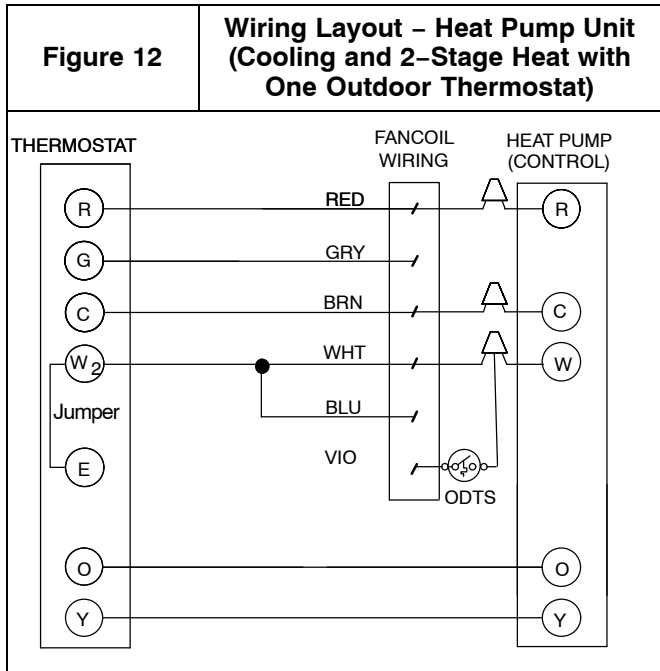 Figure 12
Wiring Layout – Heat Pump Unit
(Cooling and 2–Stage Heat with
One Outdoor Thermostat)
THERMOSTAT
FANCOIL
WIRING
HEAT PUMP
(CONTROL)
R
RED
R
G
GRY
C
BRN
C
W2
WHT
W
Jumper
BLU
E
VIO
ODTS
O
O
Y
Y